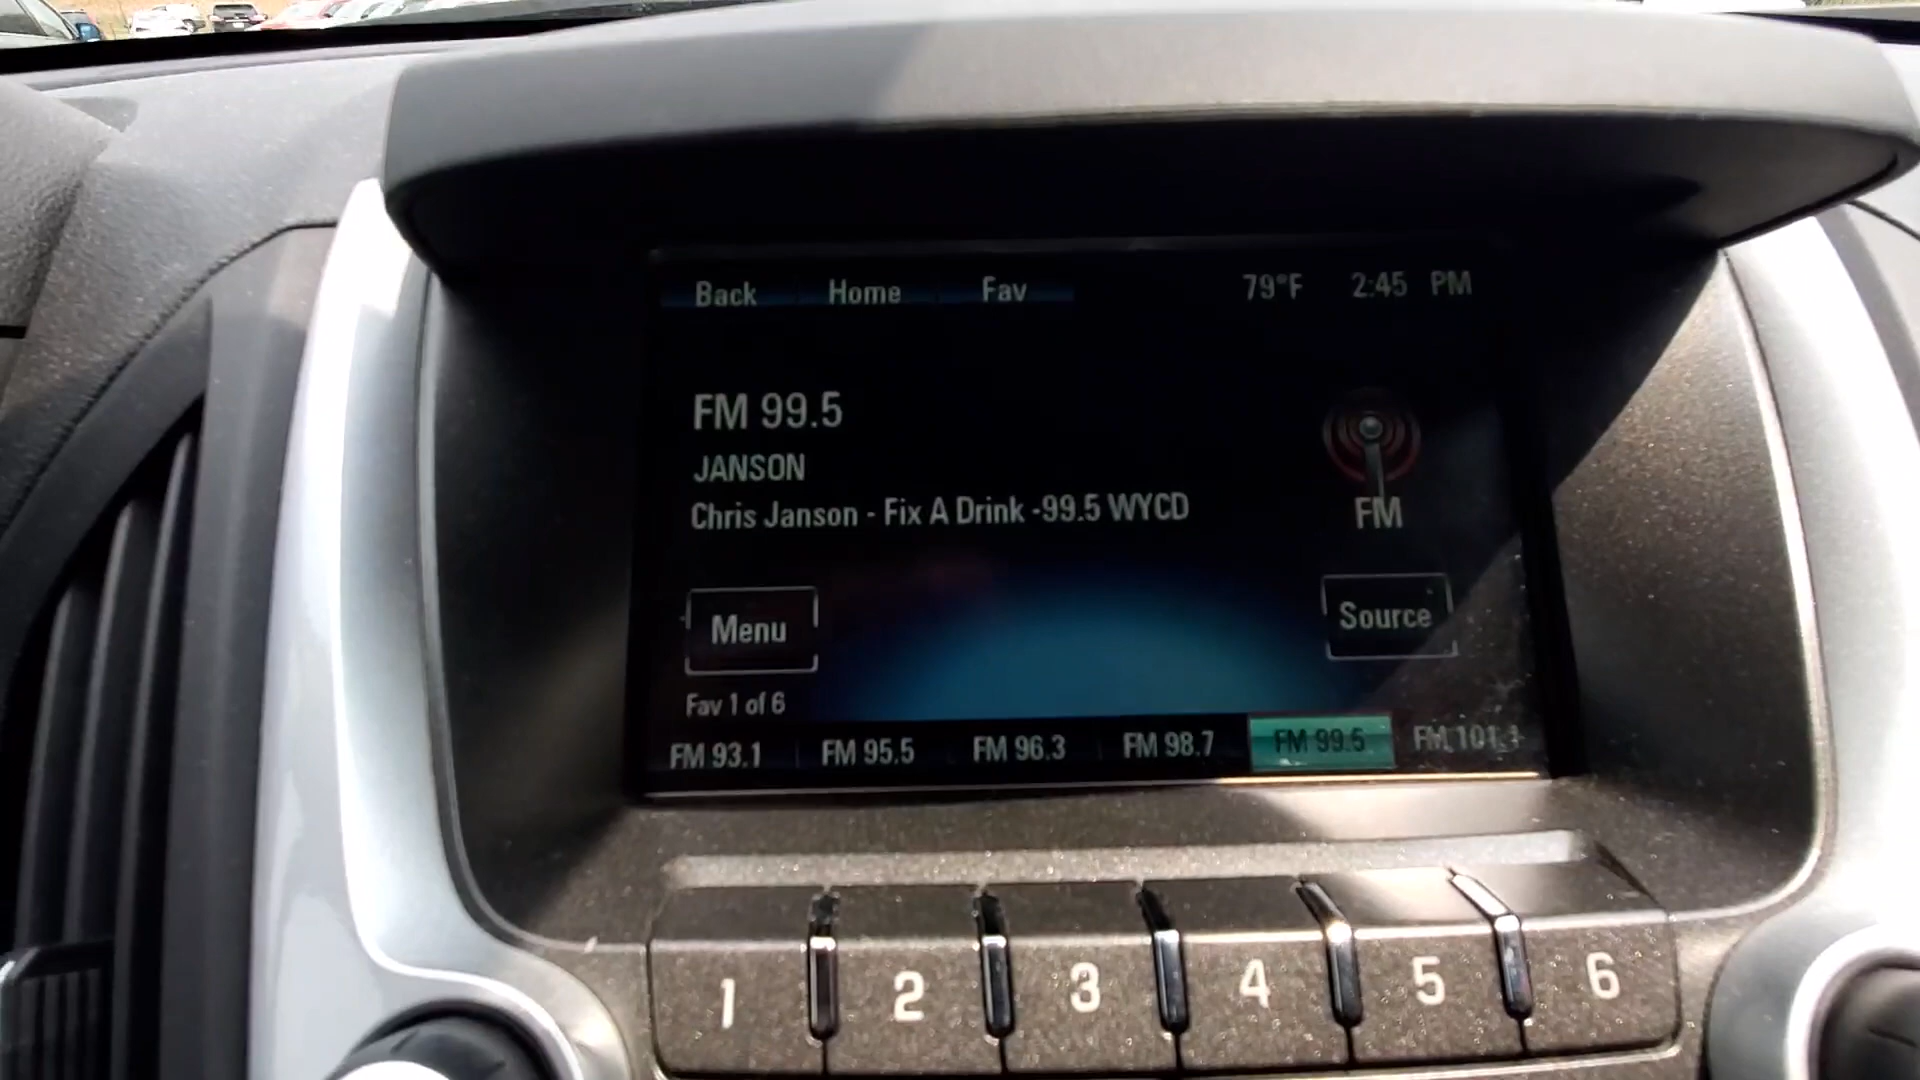 Back Home Fav 79°F 2:45 PM
FM 99.5
JANSON
Chris Janson - Fix A Drink -99.5 WYCD
FM
Menu
Source
Fav 1 of 6
FM 93.1 FM 95.5 FM 96.3 FM 98.7 FM 99.5 FM
1 2 3 4 5 6